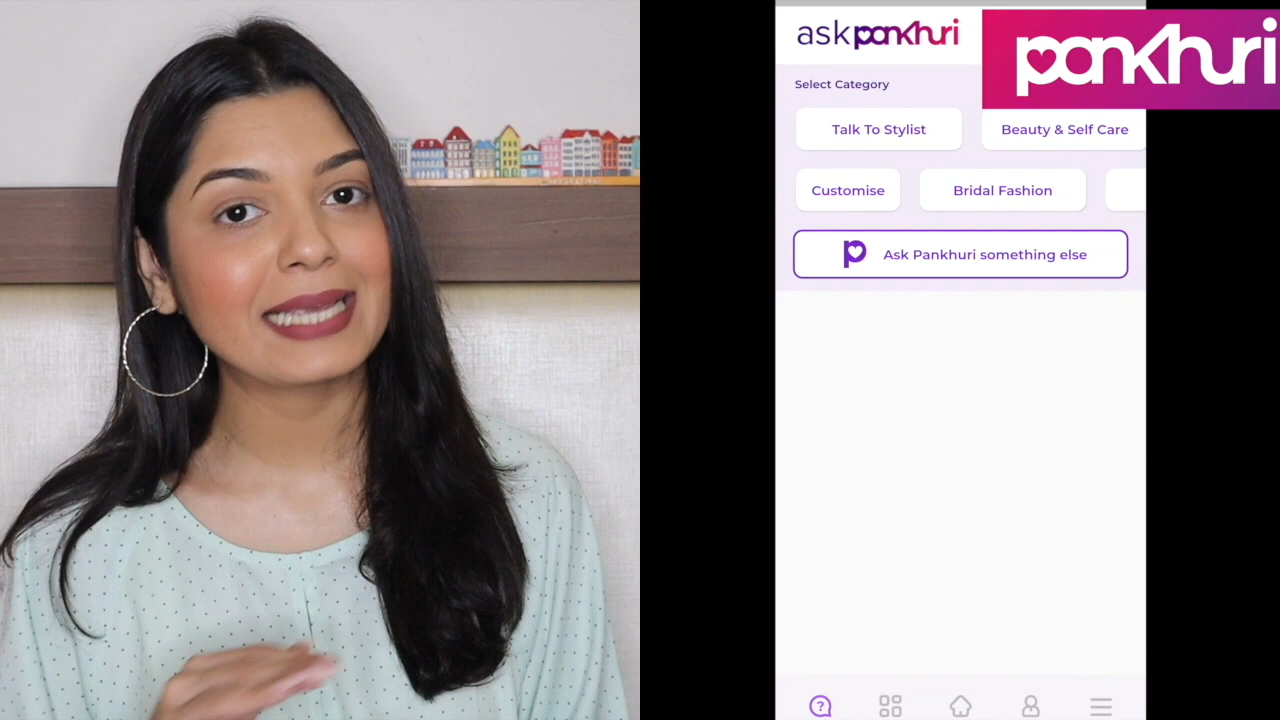 askpankhuri
pankhuri
Select Category
Talk To Stylist
Beauty & Self Care
Customise
Bridal Fashion
p
Ask Pankhuri something else
?